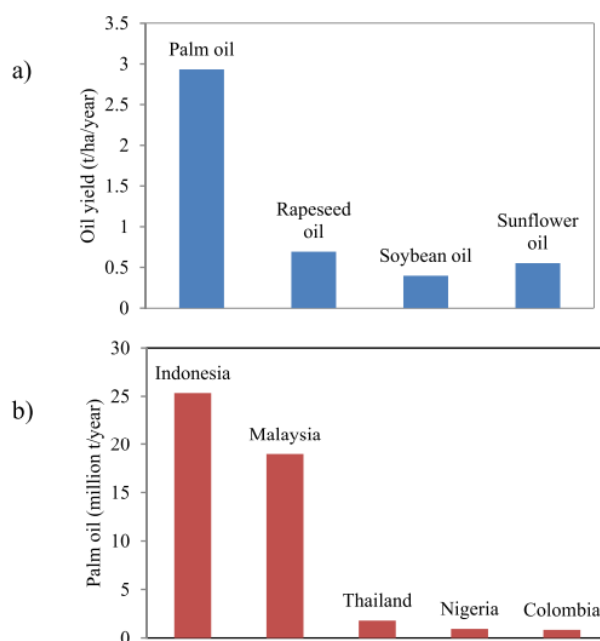 a)
Oil yield (t/ha/year)
3.5
3
2.5
2
1.5
1
0.5
0
Palm oil
Rapeseed
oil
Soybean oil
Sunflower
oil
b)
Palm oil (million t/year)
30
25
20
15
10
5
0
Indonesia
Malaysia
Thailand
Nigeria
Colombia